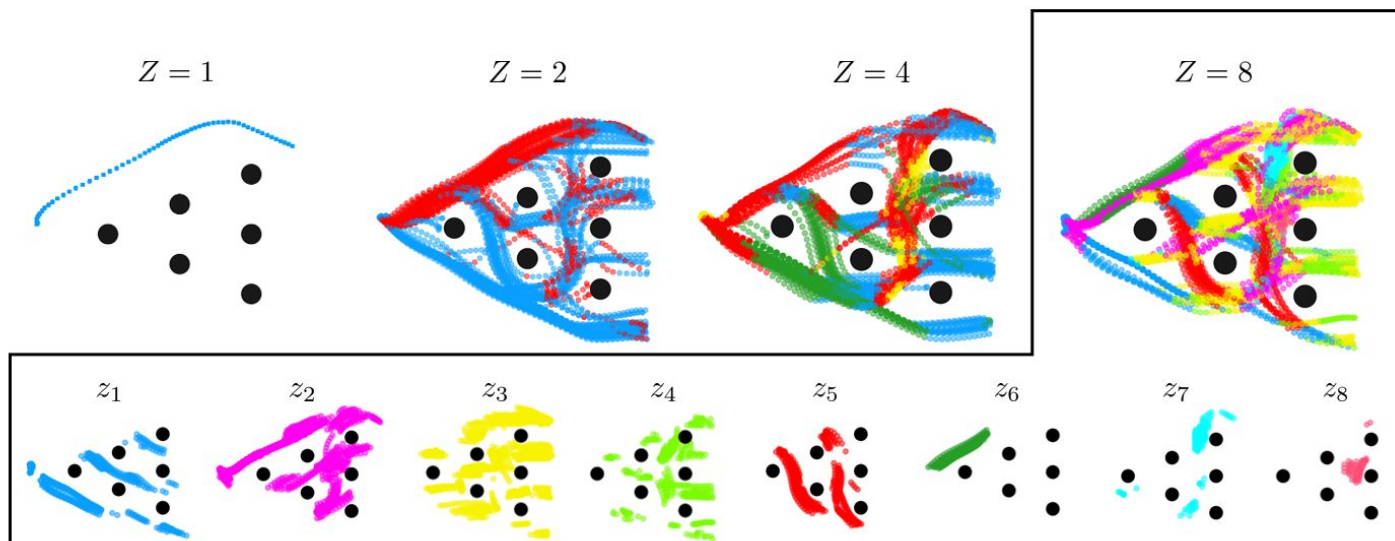 Z = 1 Z = 2 Z = 4 Z = 8
z₁ z₂ z₃ z₄ z₅ z₆ z₇ z₈